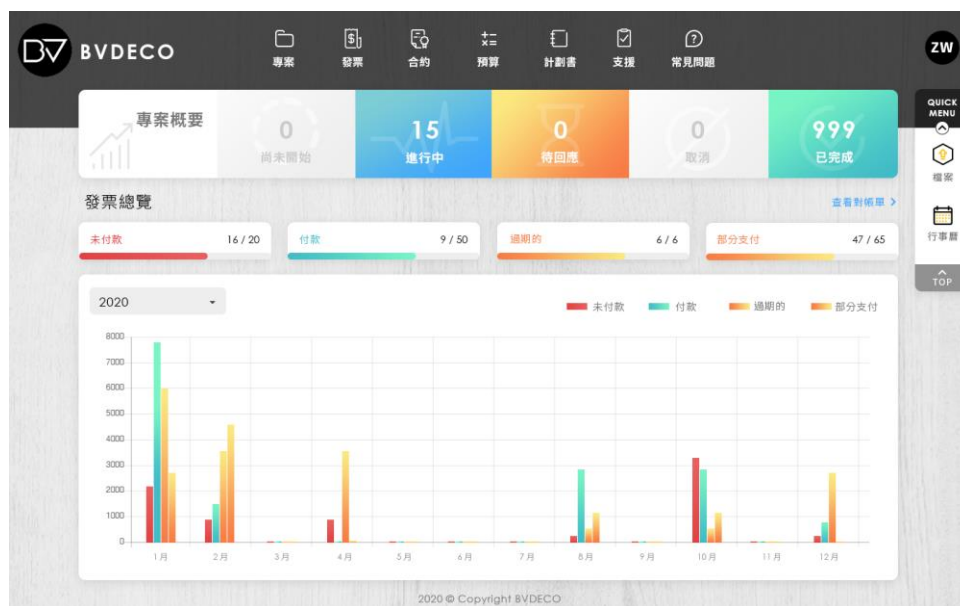 BV BVDECO
專案 發票 合約 預算 計劃書 支援 常見問題
ZW
QUICK
MENU
檔案
行事曆
TOP
專案概要
0
尚未開始
15
進行中
0
待回應
0
取消
999
已完成
發票總覽
查看對帳單
未付款 16 / 20
付款 9 / 50
過期的 6 / 6
部分支付 47 / 65
2020
未付款 付款 過期的 部分支付
8000
7000
6000
5000
4000
3000
2000
1000
0
1月 2月 3月 4月 5月 6月 7月 8月 9月 10月 11月 12月
2020 © Copyright BVDECO